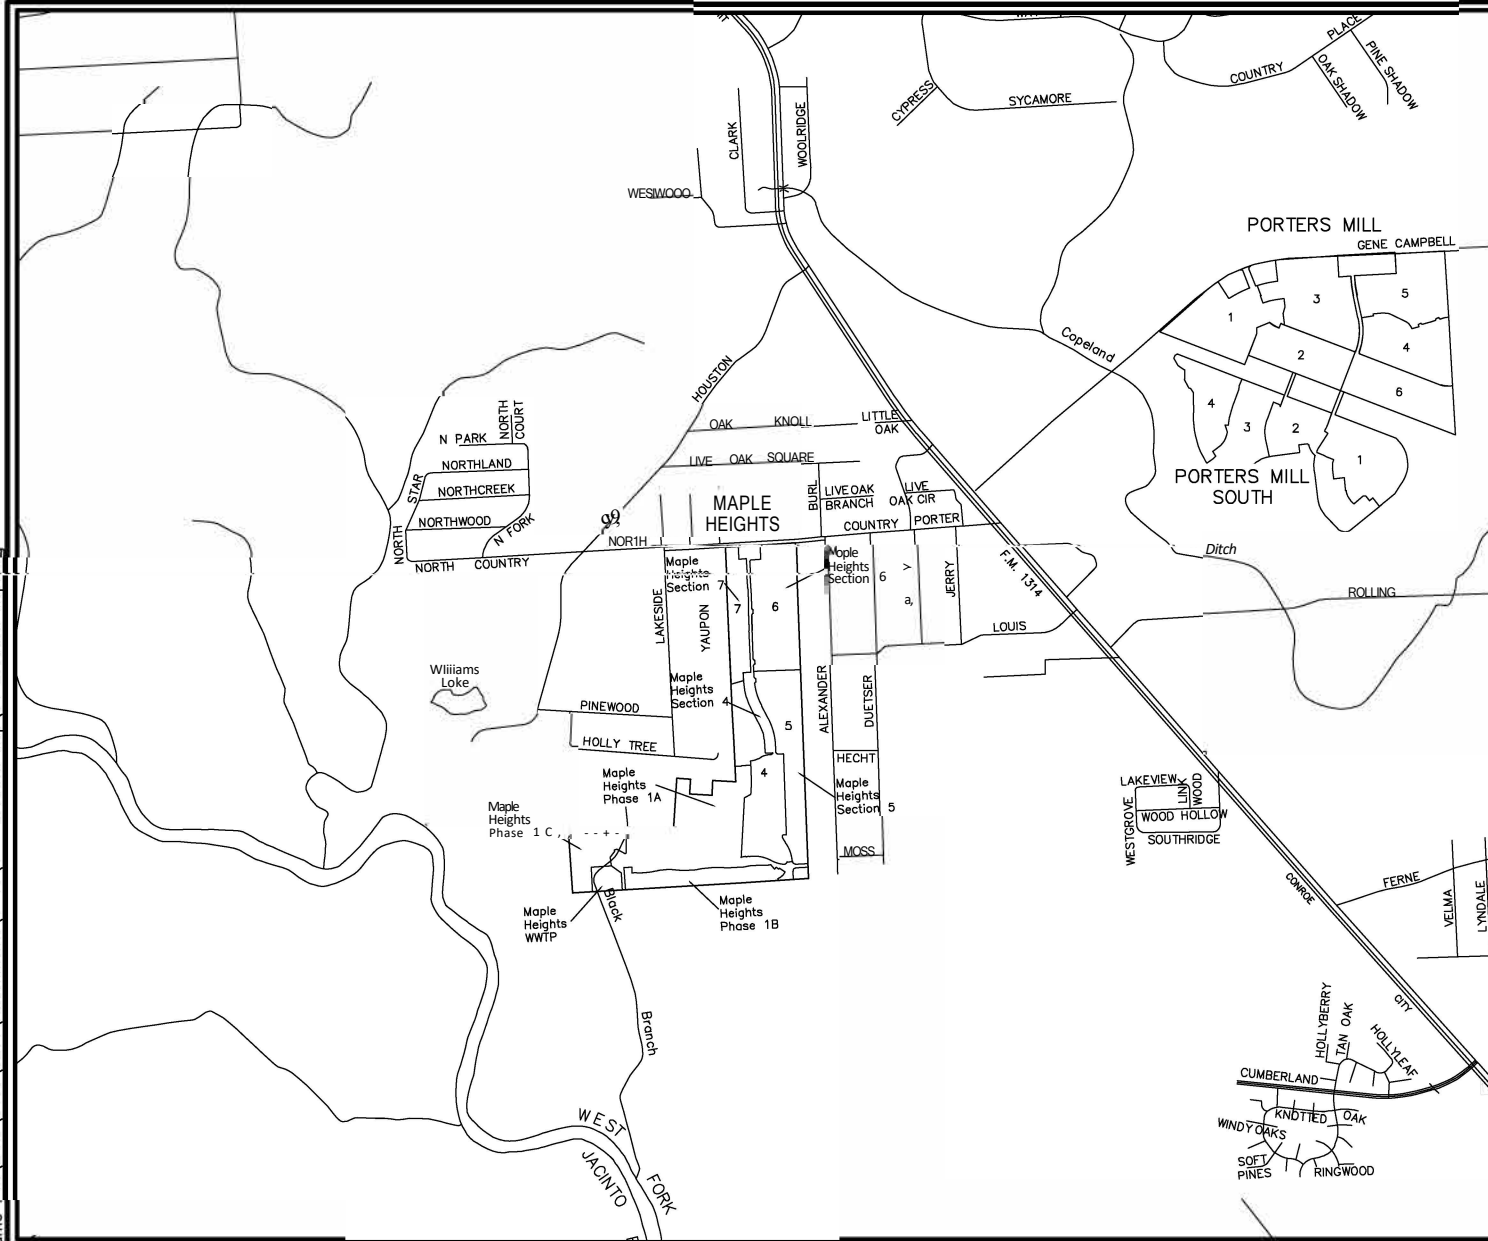 WAY
PLACE
COUNTRY
OAK SHADOW
PINE SHADOW
CYPRESS
SYCAMORE
CLARK
WOOLRIDGE
WESIWOOO
PORTERS MILL
GENE CAMPBELL
3
5
1
2
4
6
4
3
2
1
PORTERS MILL
SOUTH
Copeland
HOUSTON
OAK KNOLL
LITTLE
OAK
LIVE OAK SQUARE
NORTH
COURT
N PARK
NORTHLAND
STAR
NORTHCREEK
NORTHWOOD
N FORK
NORTH
NORTH COUNTRY
99
NOR1H
MAPLE
HEIGHTS
BURL
LIVE OAK
BRANCH
LIVE
OAK CIR
COUNTRY
PORTER
F.M. 1314
Ditch
ROLLING
Maple
Heights
Section 7
7
6
Mople
Heights
Section 6
Y
a,
JERRY
LOUIS
LAKESIDE
YAUPON
Wliiiams
Loke
Maple
Heights
Section 4
5
ALEXANDER
DUETSER
PINEWOOD
HOLLY TREE
4
HECHT
Maple
Heights
Phase 1A
Maple
Heights
Section 5
Maple
Heights
Phase 1 C ,
- - + -
MOSS
LAKEVIEW
LINK
WOOD
WOOD HOLLOW
WESTGROVE
SOUTHRIDGE
Maple
Heights
WWTP
Black
Maple
Heights
Phase 1B
CONROE
FERNE
VELMA
LYNDALE
CITY
Branch
HOLLYBERRY
TAN OAK
HOLLYLEAF
CUMBERLAND
KNOTTED OAK
WINDY OAKS
SOFT
PINES
RINGWOOD
WEST
FORK
JACINTO